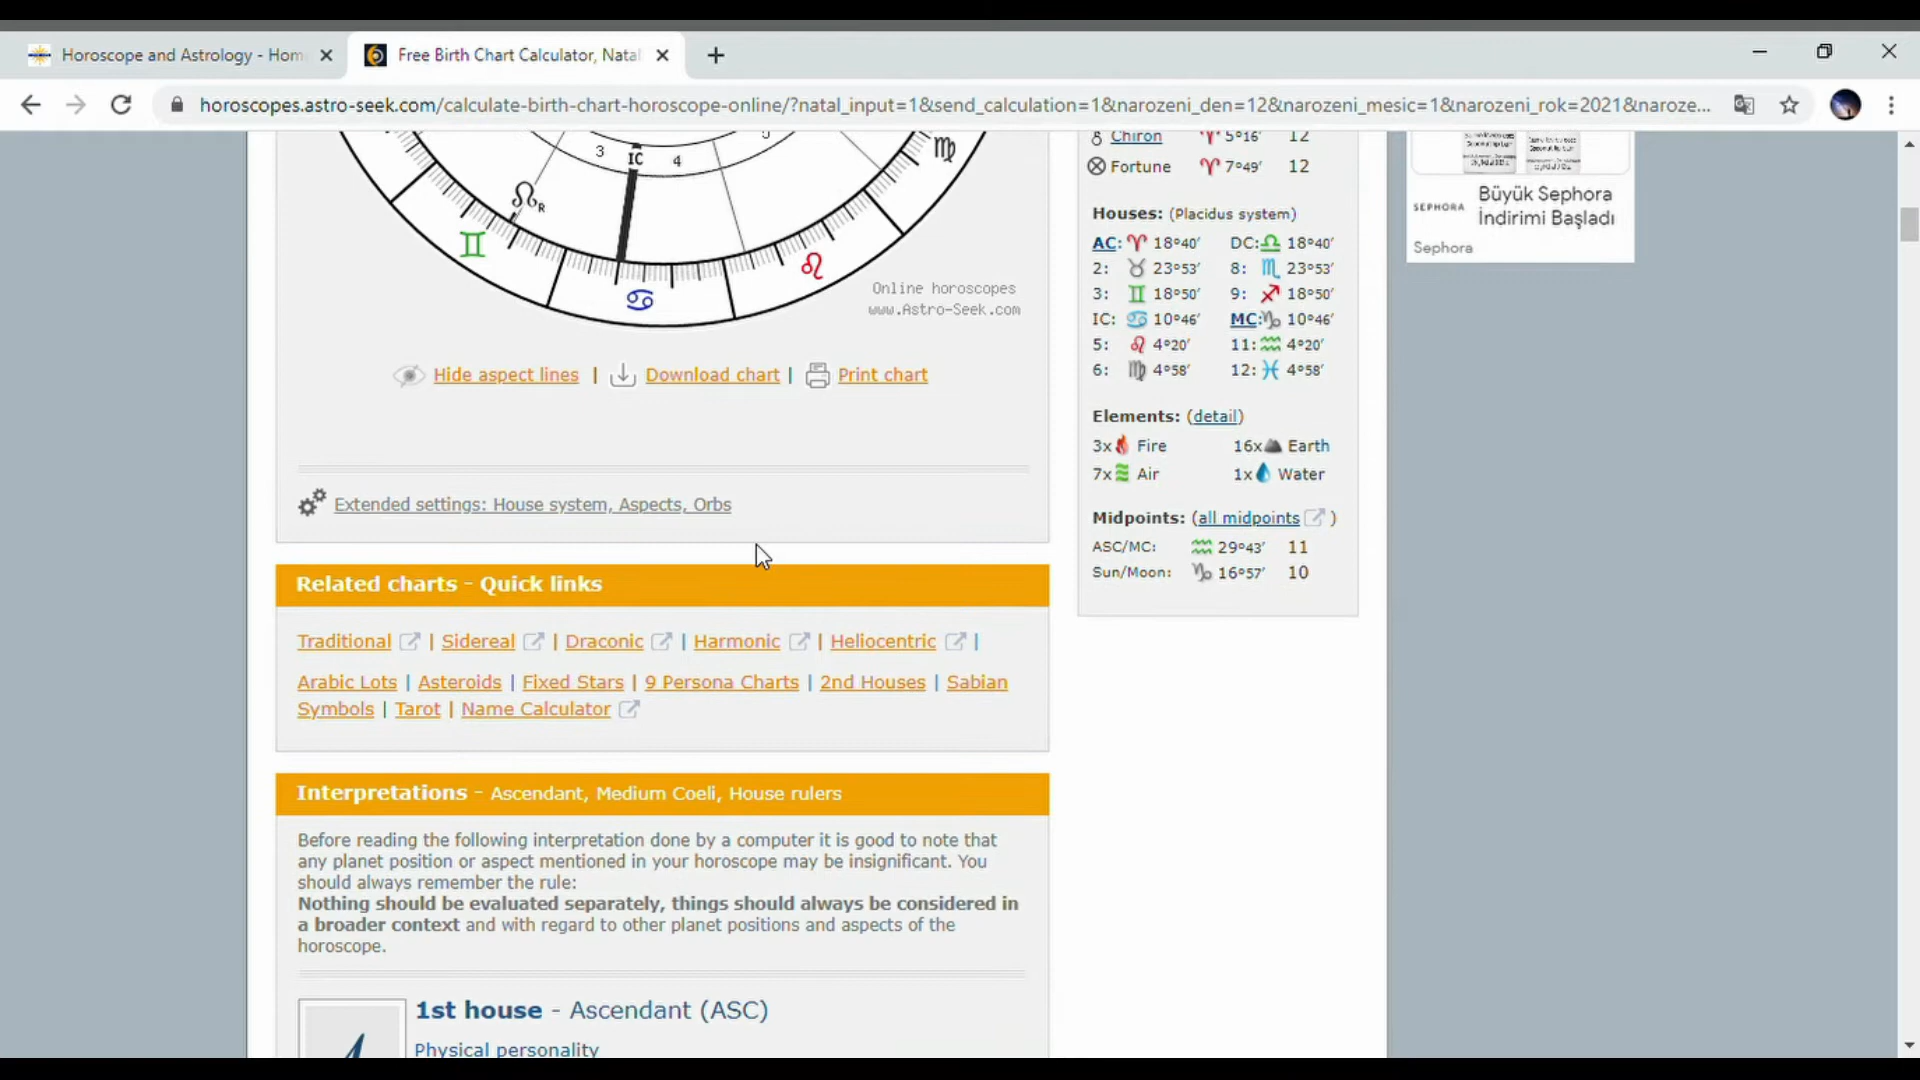 Horoscope and Astrology - Hom
Free Birth Chart Calculator, Natal
horoscopes.astro-seek.com/calculate-birth-chart-horoscope-online/?natal_input=1&send_calculation=1&narozeni_den=12&narozeni_mesic=1&narozeni_rok=2021&naroze...
3 IC 4 5
R
Online horoscopes
www.Astro-Seek.com
Hide aspect lines | Download chart | Print chart
Extended settings: House system, Aspects, Orbs
Related charts - Quick links
Traditional | Sidereal | Draconic | Harmonic | Heliocentric |
Arabic Lots | Asteroids | Fixed Stars | 9 Persona Charts | 2nd Houses | Sabian
Symbols | Tarot | Name Calculator
Interpretations - Ascendant, Medium Coeli, House rulers
Before reading the following interpretation done by a computer it is good to note that
any planet position or aspect mentioned in your horoscope may be insignificant. You
should always remember the rule:
Nothing should be evaluated separately, things should always be considered in
a broader context and with regard to other planet positions and aspects of the
horoscope.
1st house - Ascendant (ASC)
Physical personality
Chiron ♈ 5°16' 12
Fortune ♈ 7°49' 12
Houses: (Placidus system)
AC: ♈ 18°40' DC: ♎ 18°40'
2: ♉ 23°53' 8: ♏ 23°53'
3: ♊ 18°50' 9: ♐ 18°50'
IC: ♋ 10°46' MC: ♑ 10°46'
5: ♌ 4°20' 11: ♒ 4°20'
6: ♍ 4°58' 12: ♓ 4°58'
Elements: (detail)
3x Fire 16x Earth
7x Air 1x Water
Midpoints: (all midpoints )
ASC/MC: ♒ 29°43' 11
Sun/Moon: ♑ 16°57' 10
SEPHORA
Büyük Sephora
İndirimi Başladı
Sephora